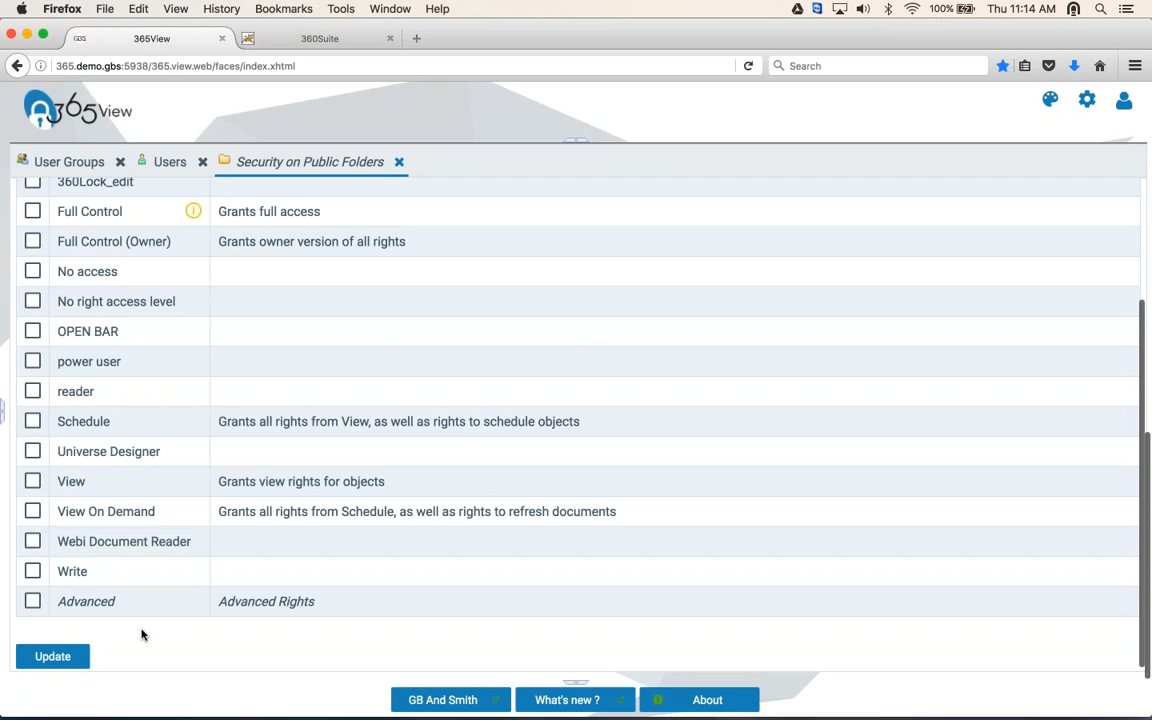 Firefox File Edit View History Bookmarks Tools Window Help 100% Thu 11:14 AM
GBS 365View 360Suite
365.demo.gbs:5938/365.view.web/faces/index.xhtml Search
365View
User Groups Users Security on Public Folders
360Lock_edit
Full Control Grants full access
Full Control (Owner) Grants owner version of all rights
No access
No right access level
OPEN BAR
power user
reader
Schedule Grants all rights from View, as well as rights to schedule objects
Universe Designer
View Grants view rights for objects
View On Demand Grants all rights from Schedule, as well as rights to refresh documents
Webi Document Reader
Write
Advanced Advanced Rights
Update
GB And Smith What's new ? About